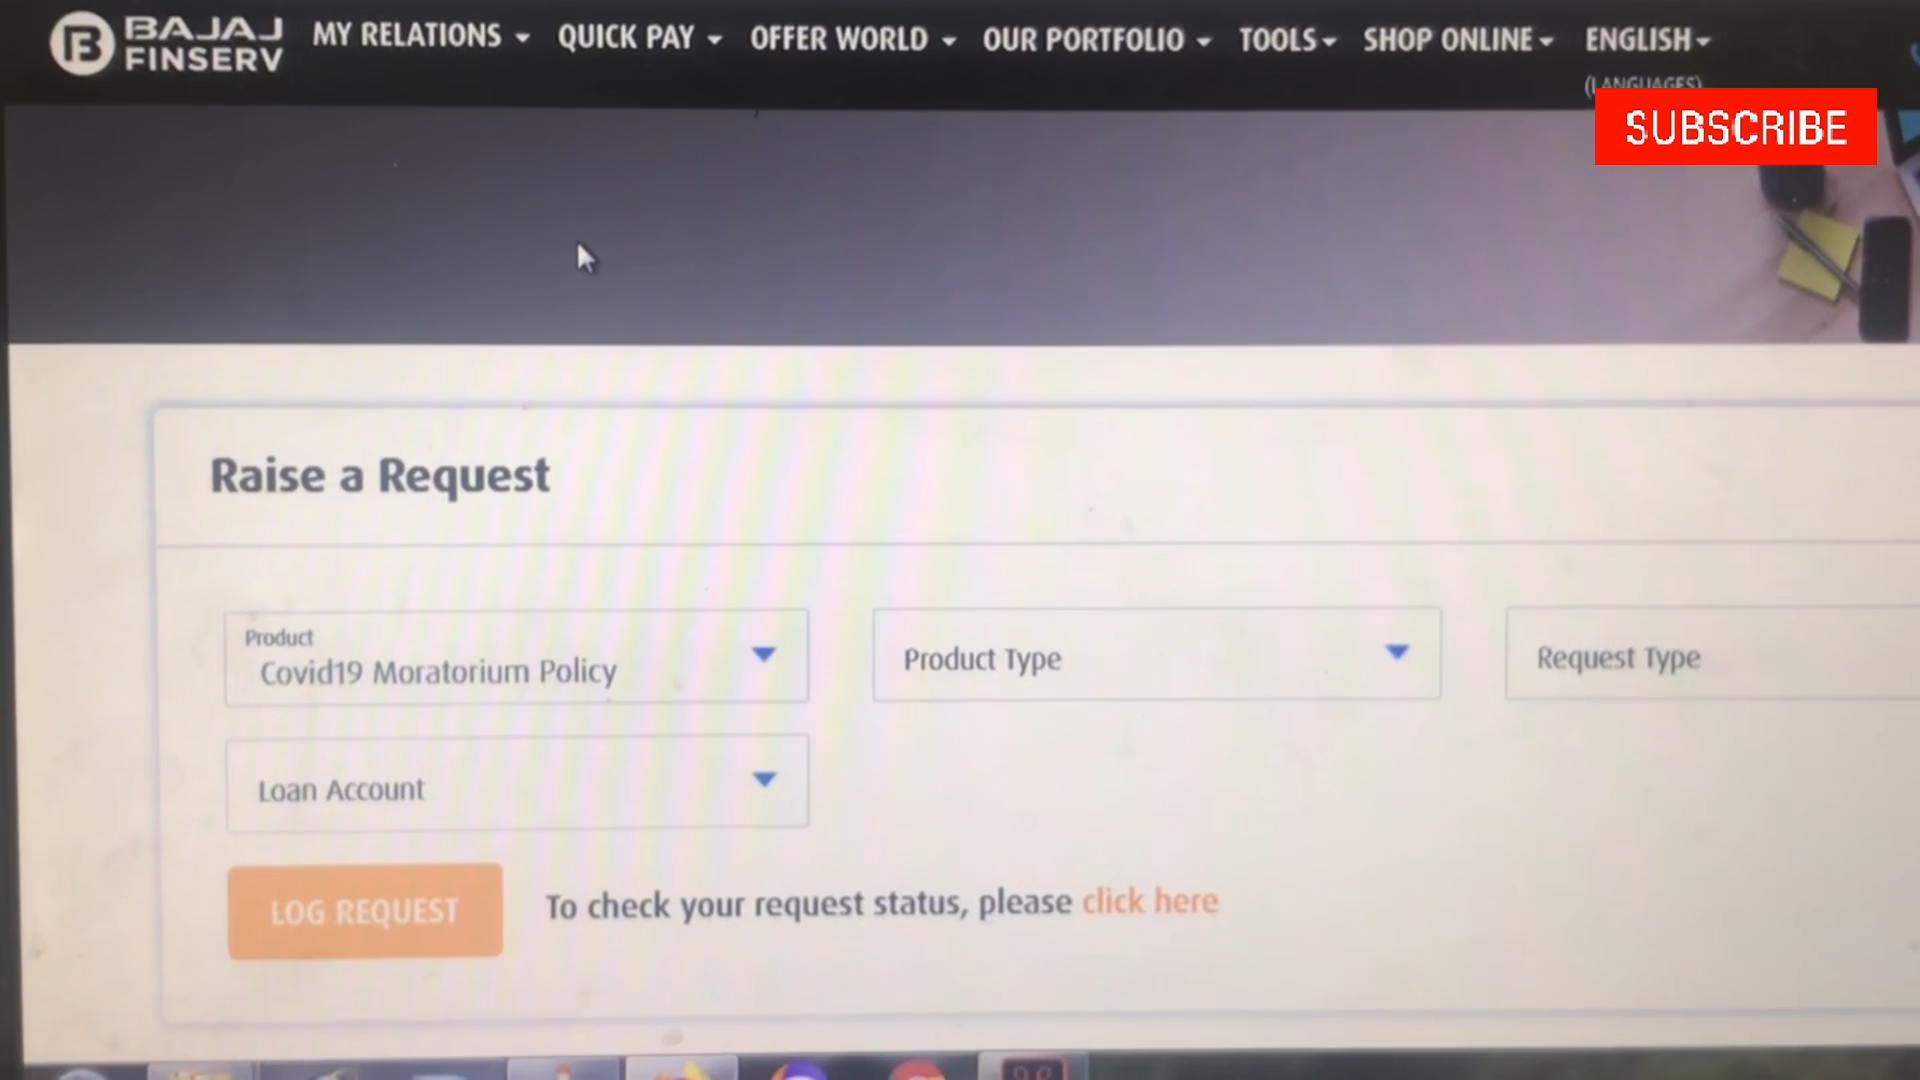 BAJAJ
FINSERV
MY RELATIONS
QUICK PAY
OFFER WORLD
OUR PORTFOLIO
TOOLS
SHOP ONLINE
ENGLISH
(LANGUAGES)
SUBSCRIBE
Raise a Request
Product
Covid19 Moratorium Policy
Product Type
Request Type
Loan Account
LOG REQUEST
To check your request status, please click here